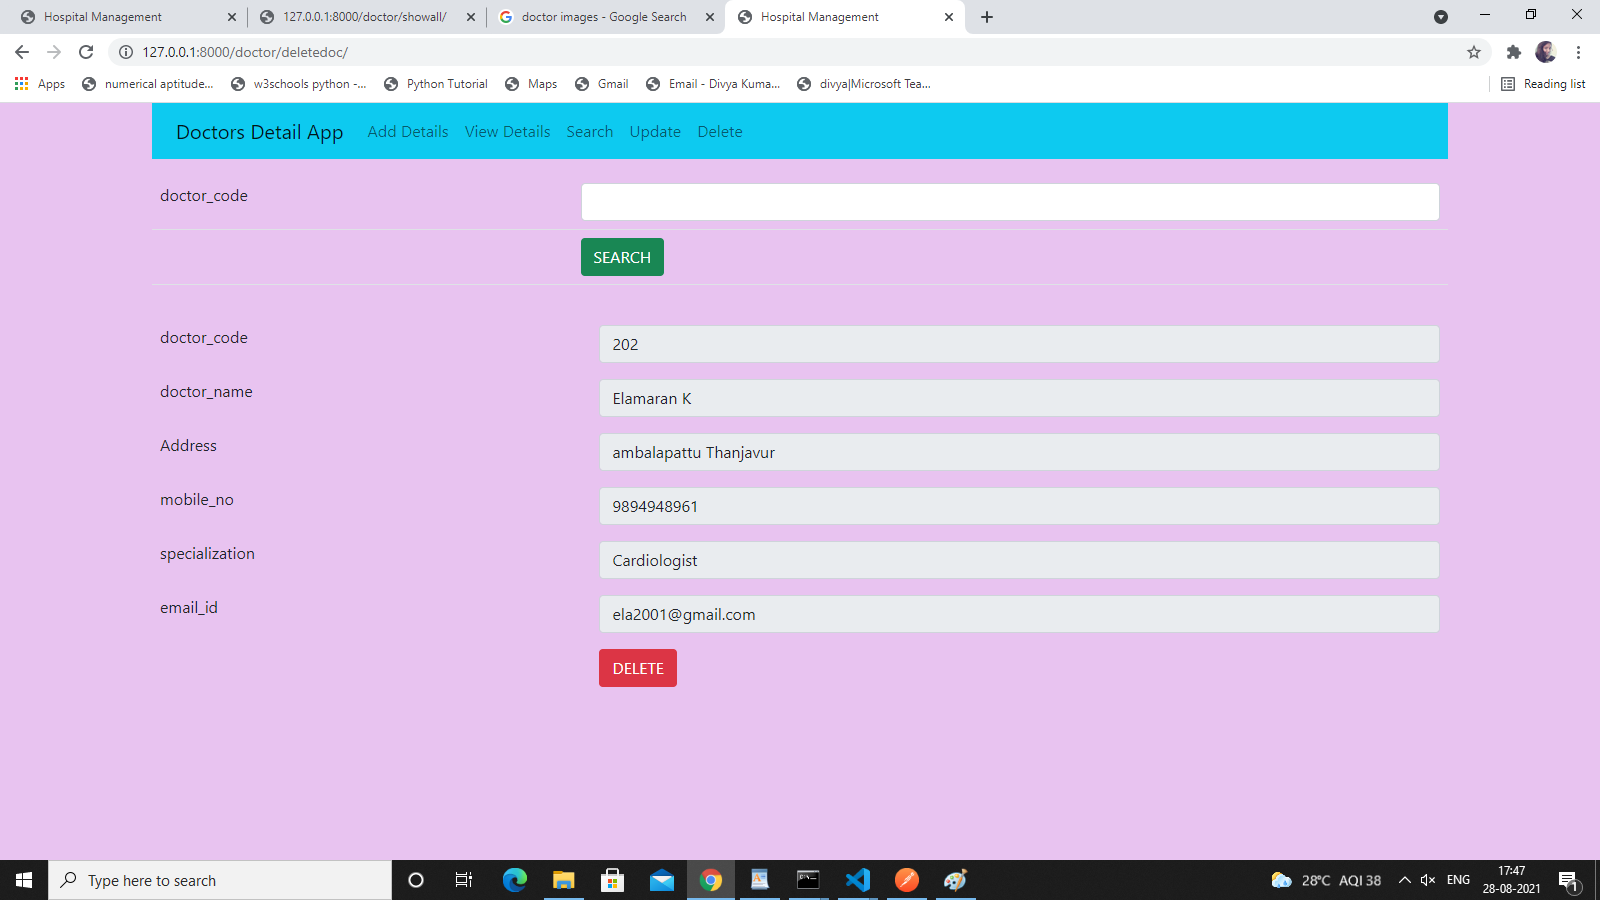 Hospital Management
127.0.0.1:8000/doctor/showall/
doctor images - Google Search
Hospital Management
127.0.0.1:8000/doctor/deletedoc/
Apps
numerical aptitude...
w3schools python -...
Python Tutorial
Maps
Gmail
Email - Divya Kuma...
divya|Microsoft Tea...
Reading list
Doctors Detail App
Add Details
View Details
Search
Update
Delete
doctor_code
SEARCH
doctor_code
202
doctor_name
Elamaran K
Address
ambalapattu Thanjavur
mobile_no
9894948961
specialization
Cardiologist
email_id
ela2001@gmail.com
DELETE
Type here to search
28°C AQI 38
ENG
17:47
28-08-2021
1